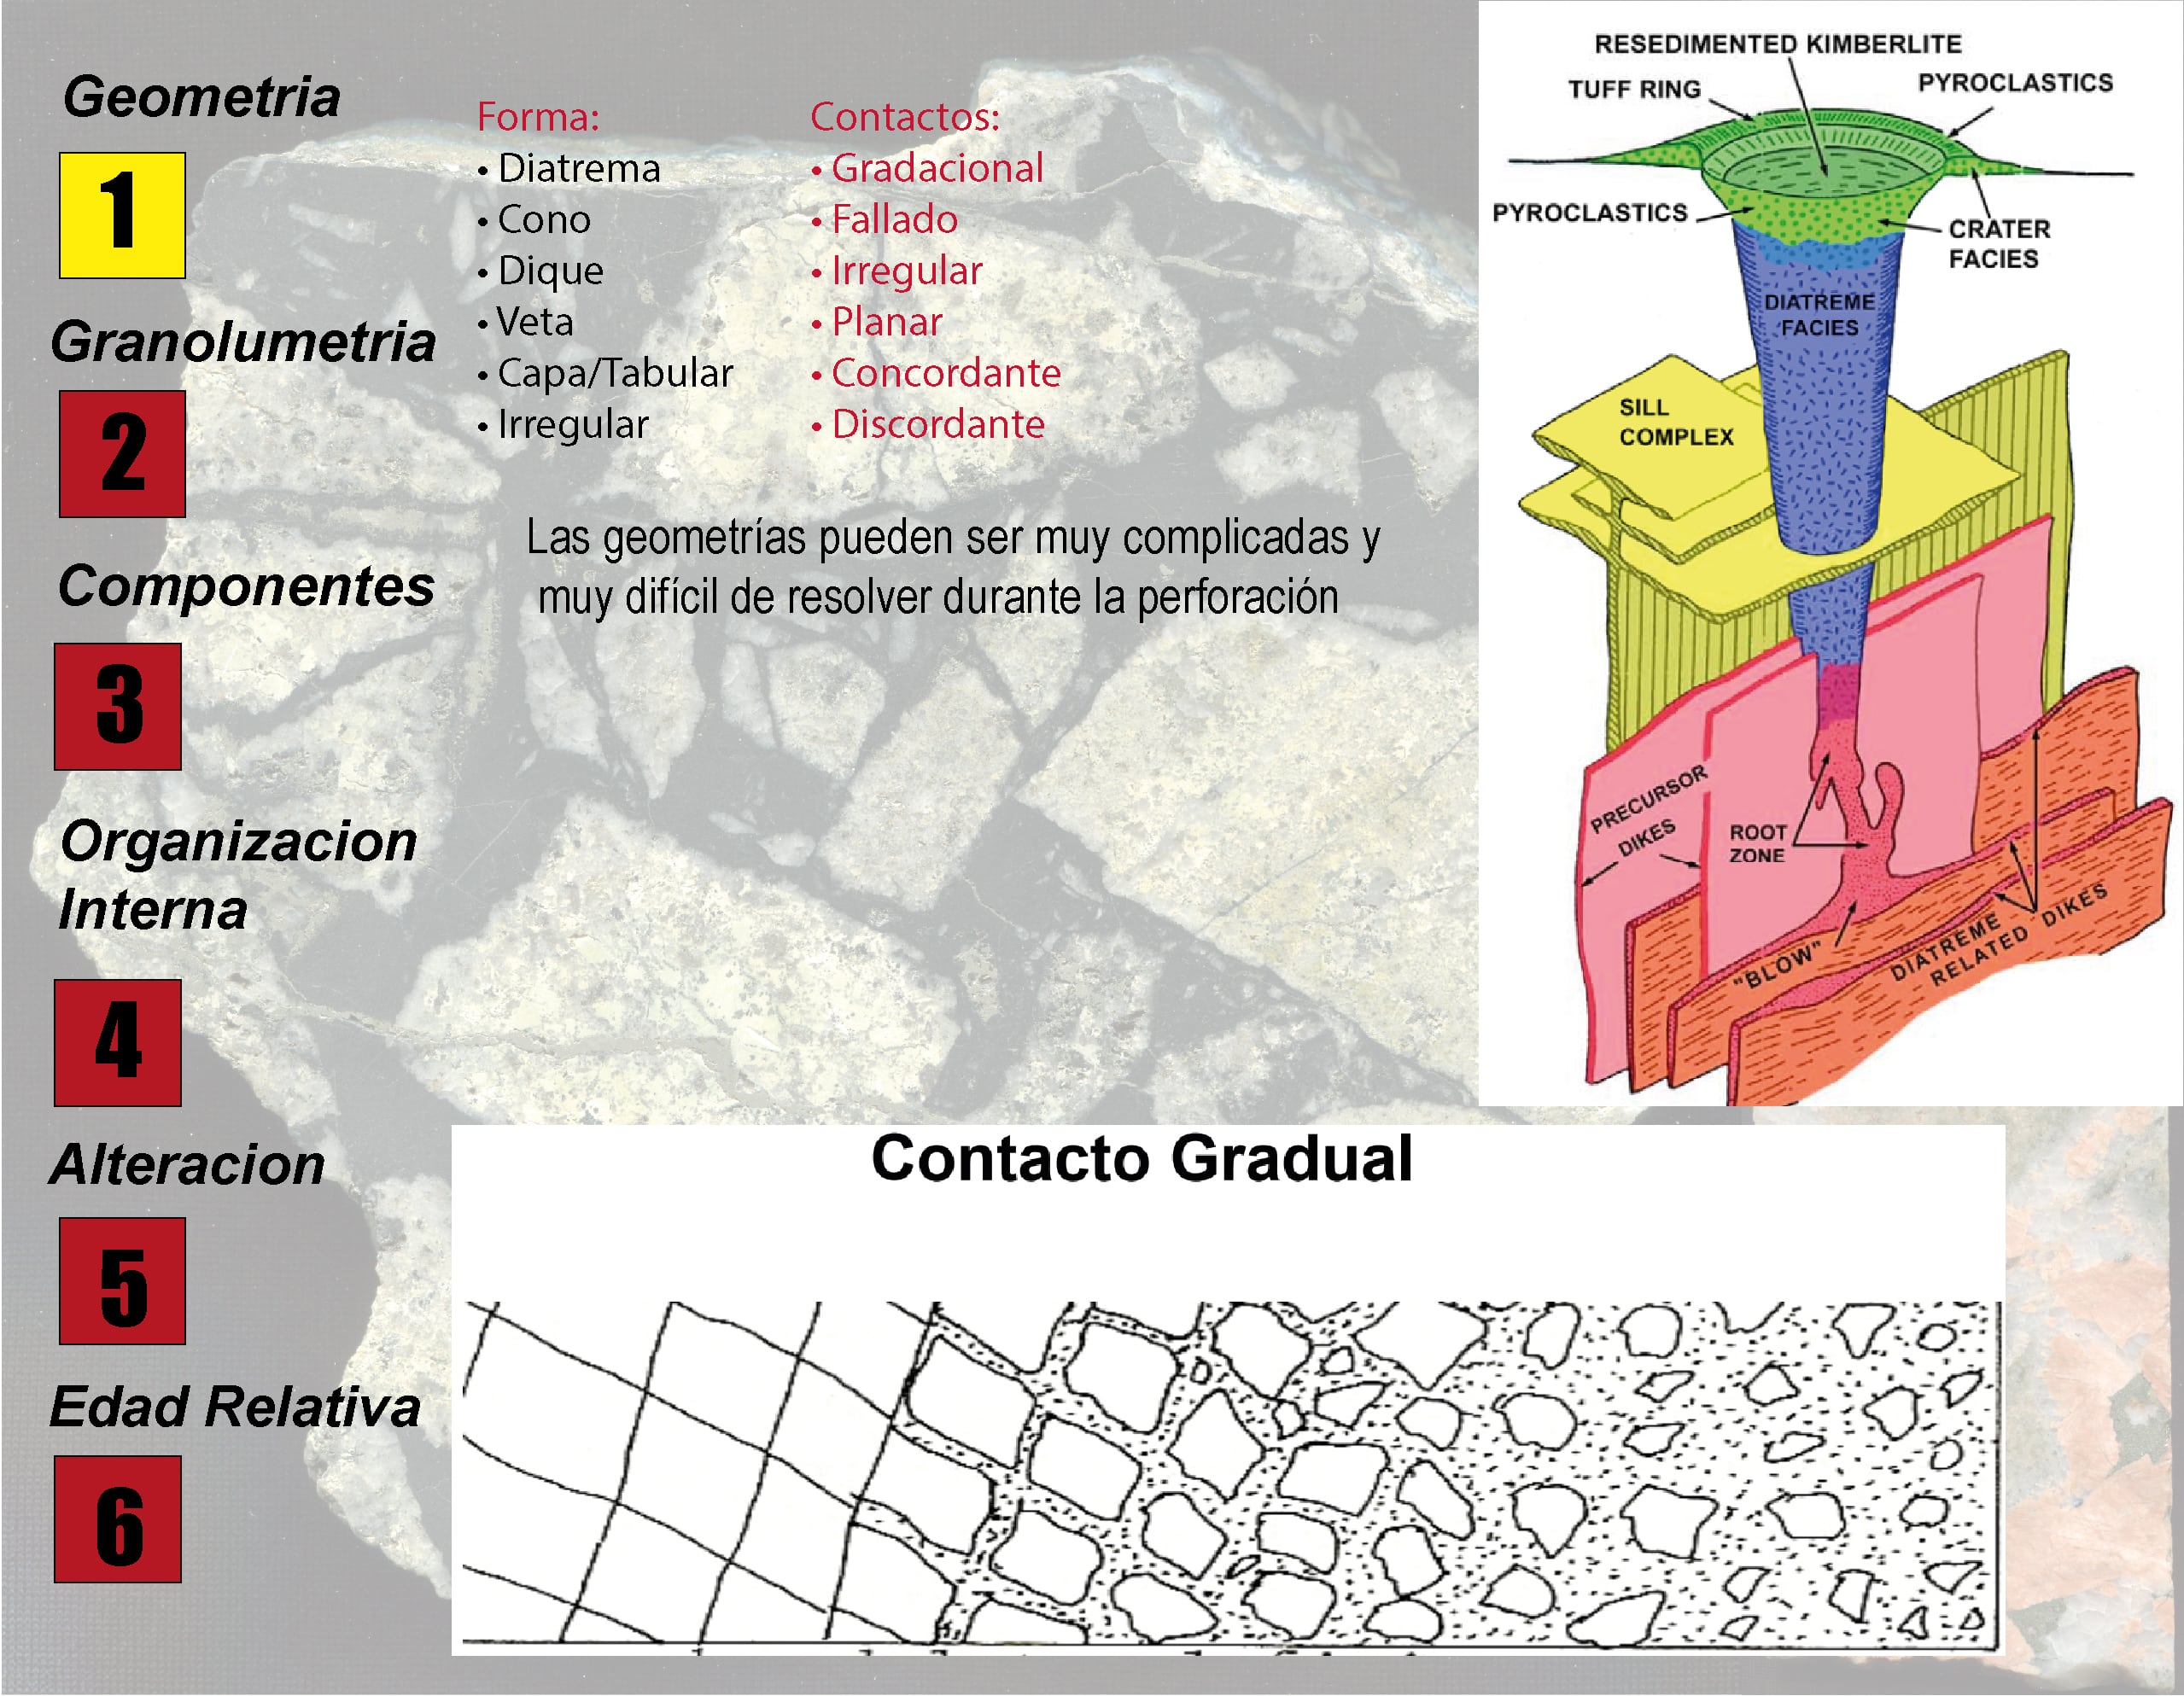 Geometria
1
Granolumetria
2
Componentes
3
Organizacion
Interna
4
Alteracion
5
Edad Relativa
6
Forma:
• Diatrema
• Cono
• Dique
• Veta
• Capa/Tabular
• Irregular
Contactos:
• Gradacional
• Fallado
• Irregular
• Planar
• Concordante
• Discordante
Las geometrías pueden ser muy complicadas y
muy difícil de resolver durante la perforación
RESEDIMENTED KIMBERLITE
TUFF RING
PYROCLASTICS
PYROCLASTICS
CRATER
FACIES
DIATREME
FACIES
SILL
COMPLEX
PRECURSOR
DIKES
ROOT
ZONE
"BLOW"
DIATREME
RELATED DIKES
Contacto Gradual